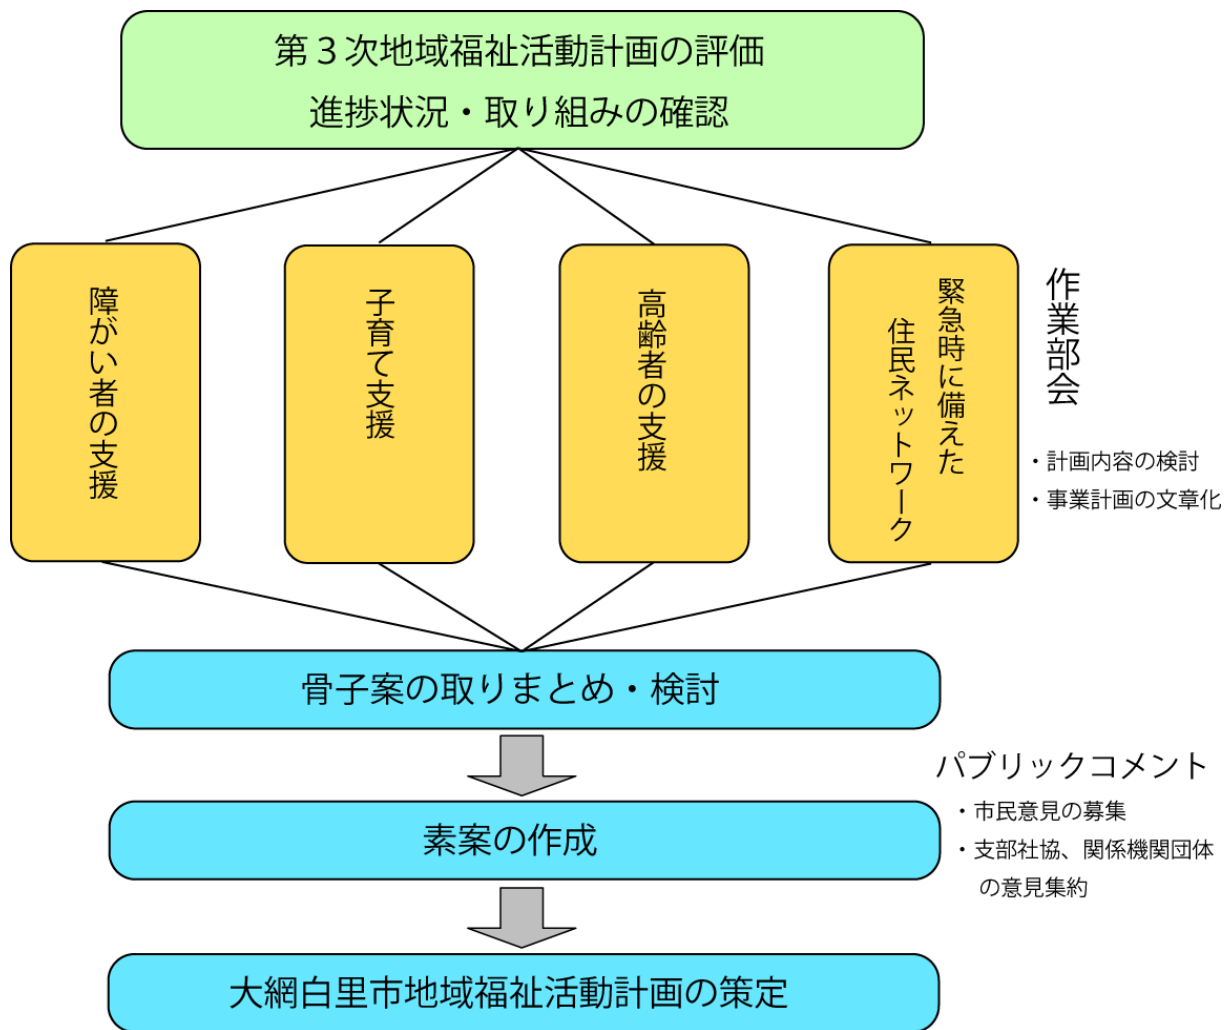 第３次地域福祉活動計画の評価
進捗状況・取り組みの確認
障がい者の支援
子育て支援
高齢者の支援
緊急時に備えた
住民ネットワーク
作業部会
・計画内容の検討
・事業計画の文章化
骨子案の取りまとめ・検討
パブリックコメント
・市民意見の募集
・支部社協、関係機関団体
の意見集約
素案の作成
大網白里市地域福祉活動計画の策定